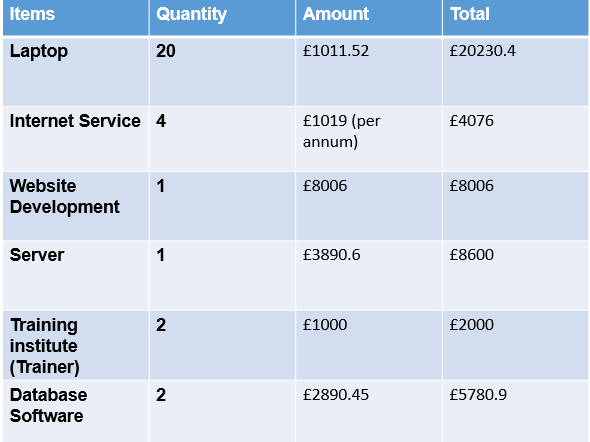 Items Quantity Amount Total
Laptop 20 £1011.52 £20230.4
Internet Service 4 £1019 (per £4076
annum)
Website 1 £8006 £8006
Development
Server 1 £3890.6 £8600
Training 2 £1000 £2000
institute
(Trainer)
Database 2 £2890.45 £5780.9
Software